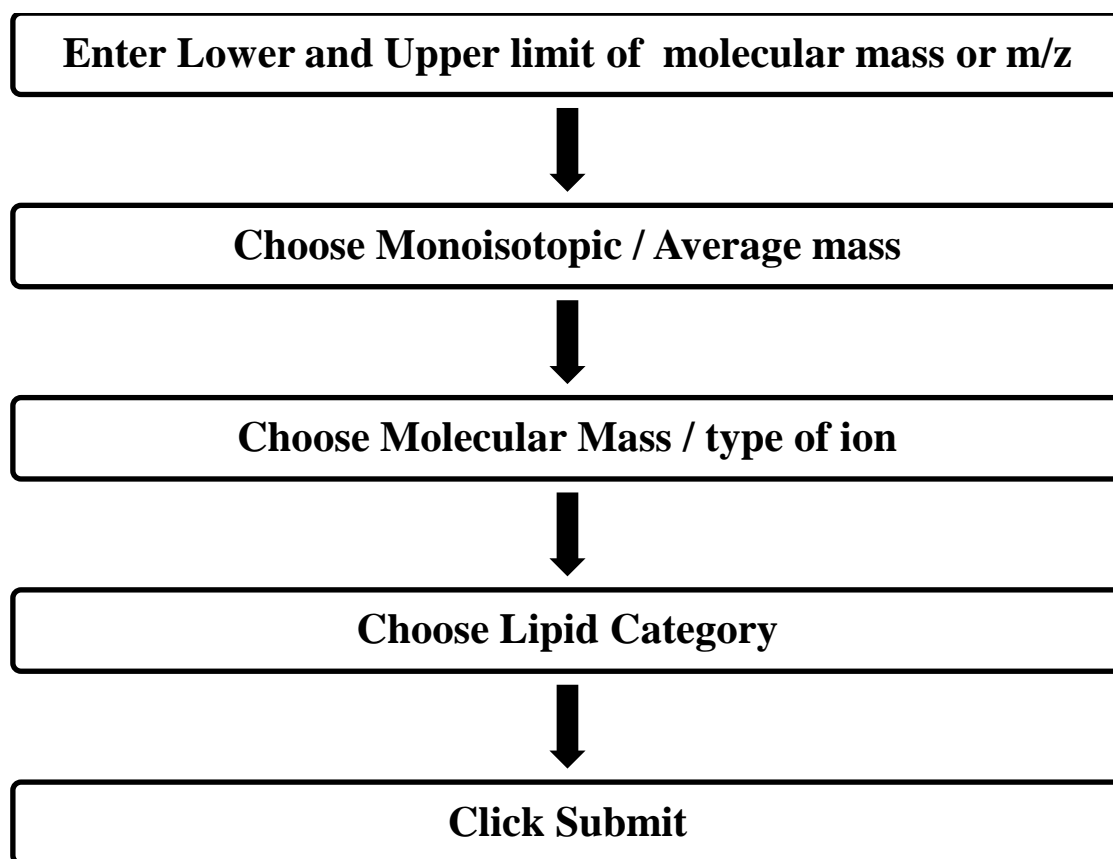 Enter Lower and Upper limit of  molecular mass or m/z
Choose Monoisotopic / Average mass
Choose Molecular Mass / type of ion
Choose Lipid Category
Click Submit